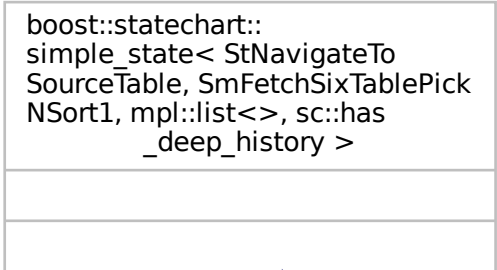 boost::statechart::
simple_state< StNavigateTo
SourceTable, SmFetchSixTablePick
NSort1, mpl::list<>, sc::has
_deep_history >